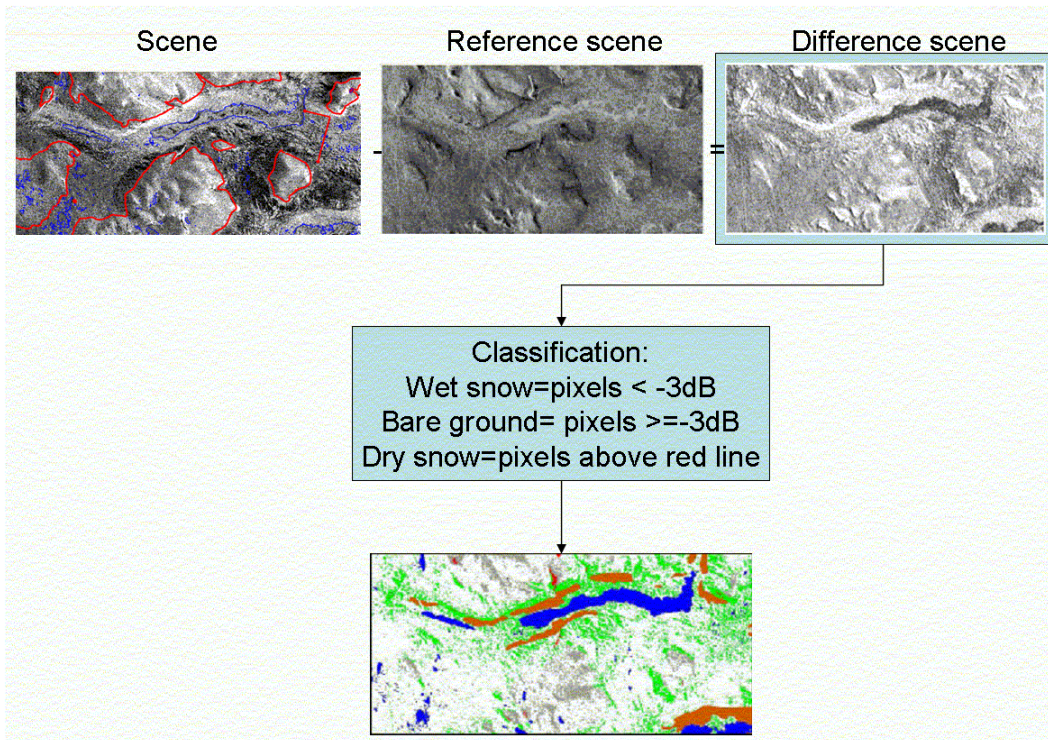 Scene
Reference scene
Difference scene
-
=
Classification:
Wet snow=pixels < -3dB
Bare ground= pixels >=-3dB
Dry snow=pixels above red line